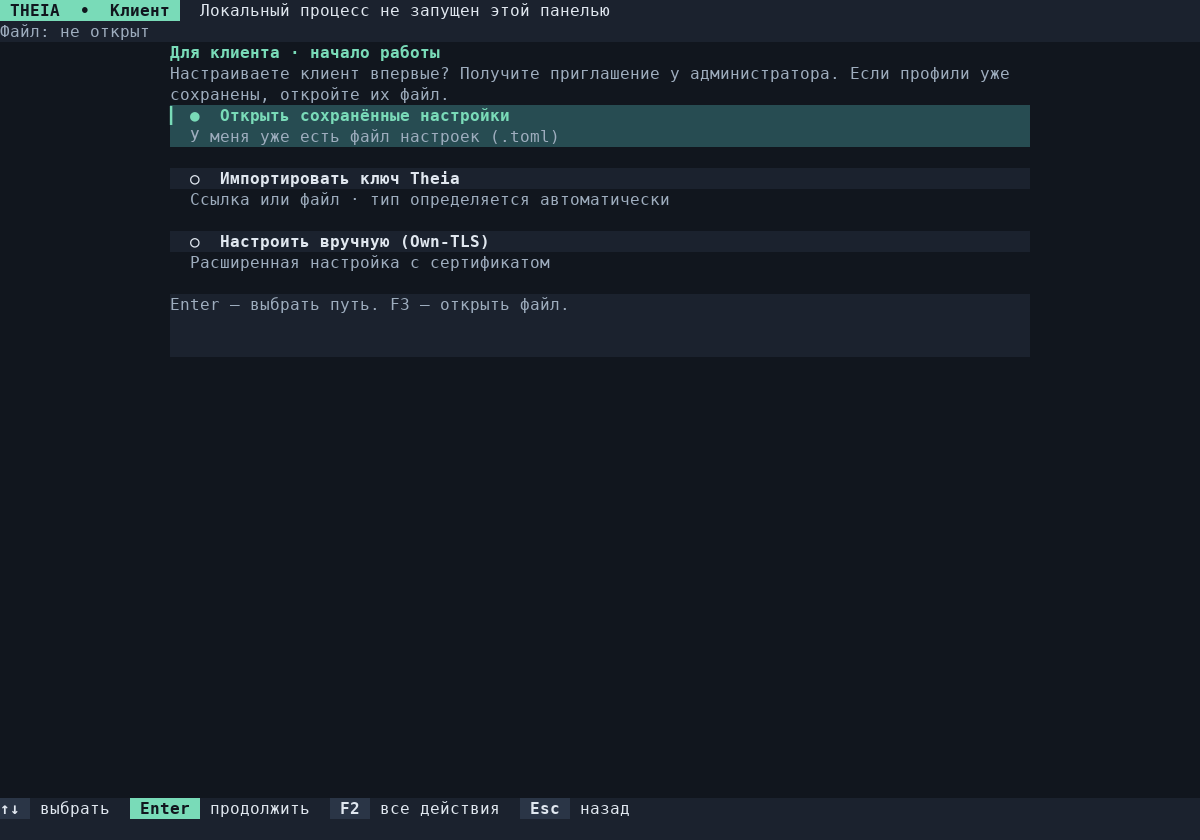 THEIA • Клиент Локальный процесс не запущен этой панелью
Файл: не открыт
Для клиента · начало работы
Настраиваете клиент впервые? Получите приглашение у администратора. Если профили уже
сохранены, откройте их файл.
● Открыть сохранённые настройки
У меня уже есть файл настроек (.toml)
○ Импортировать ключ Theia
Ссылка или файл · тип определяется автоматически
○ Настроить вручную (Own-TLS)
Расширенная настройка с сертификатом
Enter — выбрать путь. F3 — открыть файл.
↑↓ выбрать Enter продолжить F2 все действия Esc назад